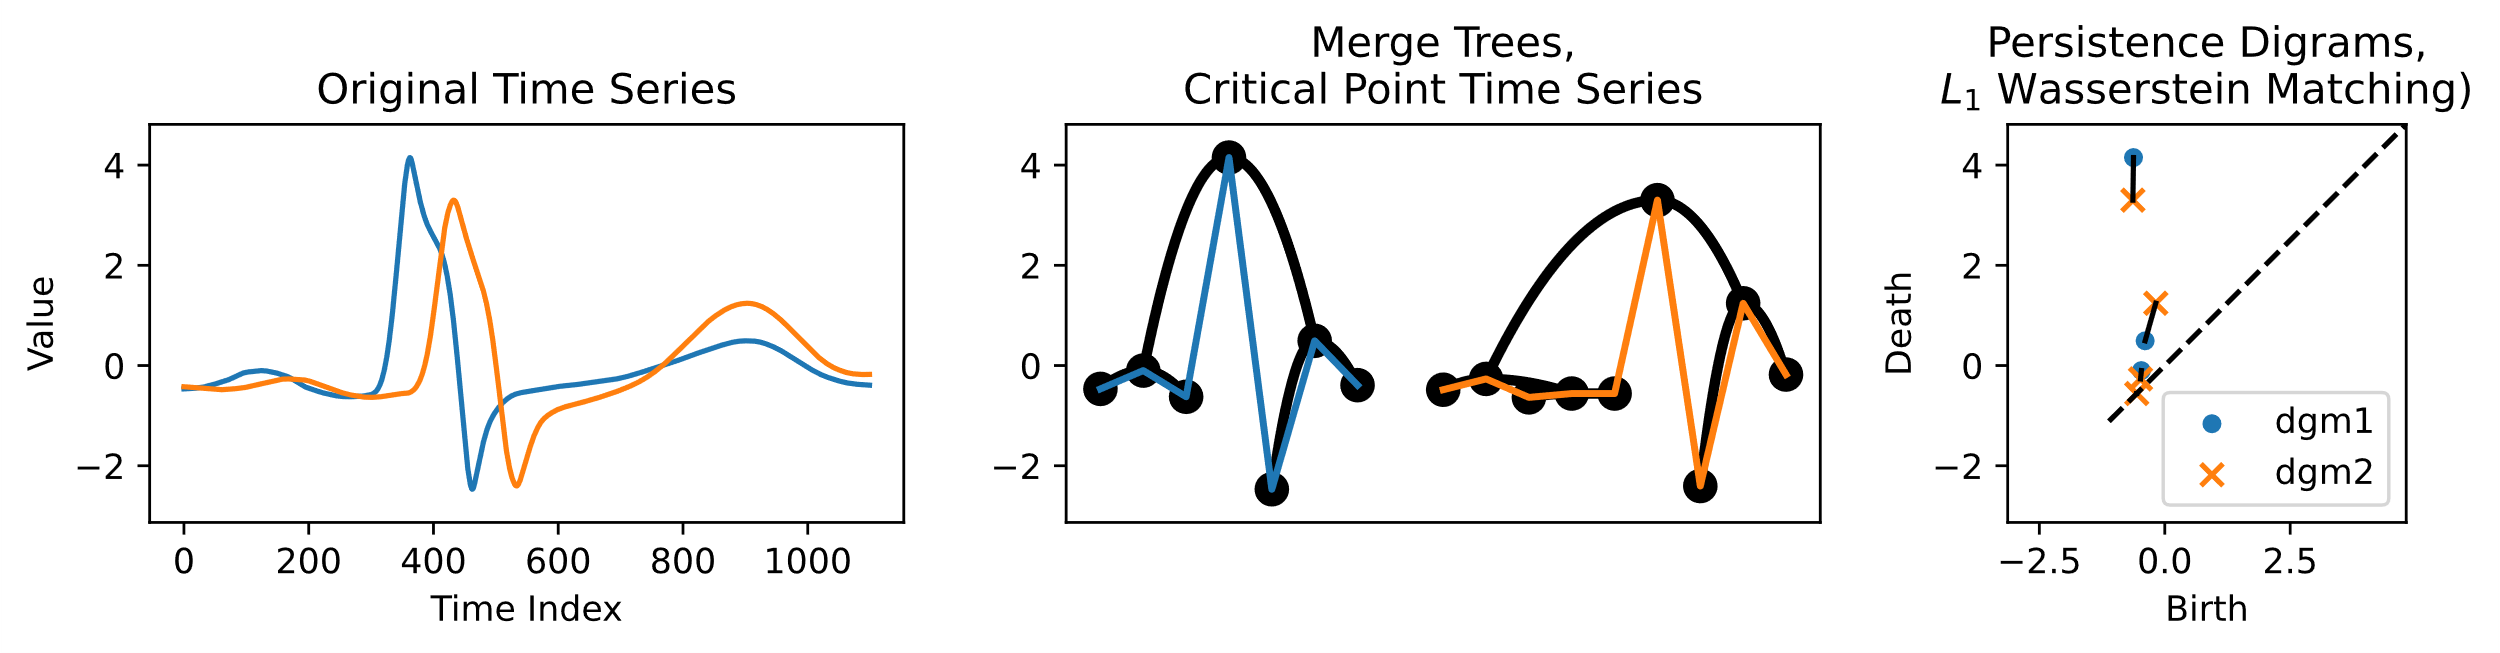 Original Time Series
Value
4
2
0
−2
0 200 400 600 800 1000
Time Index
Merge Trees,
Critical Point Time Series
4
2
0
−2
Persistence Digrams,
L1 Wassserstein Matching)
Death
4
2
0
−2
dgm1
dgm2
−2.5 0.0 2.5
Birth